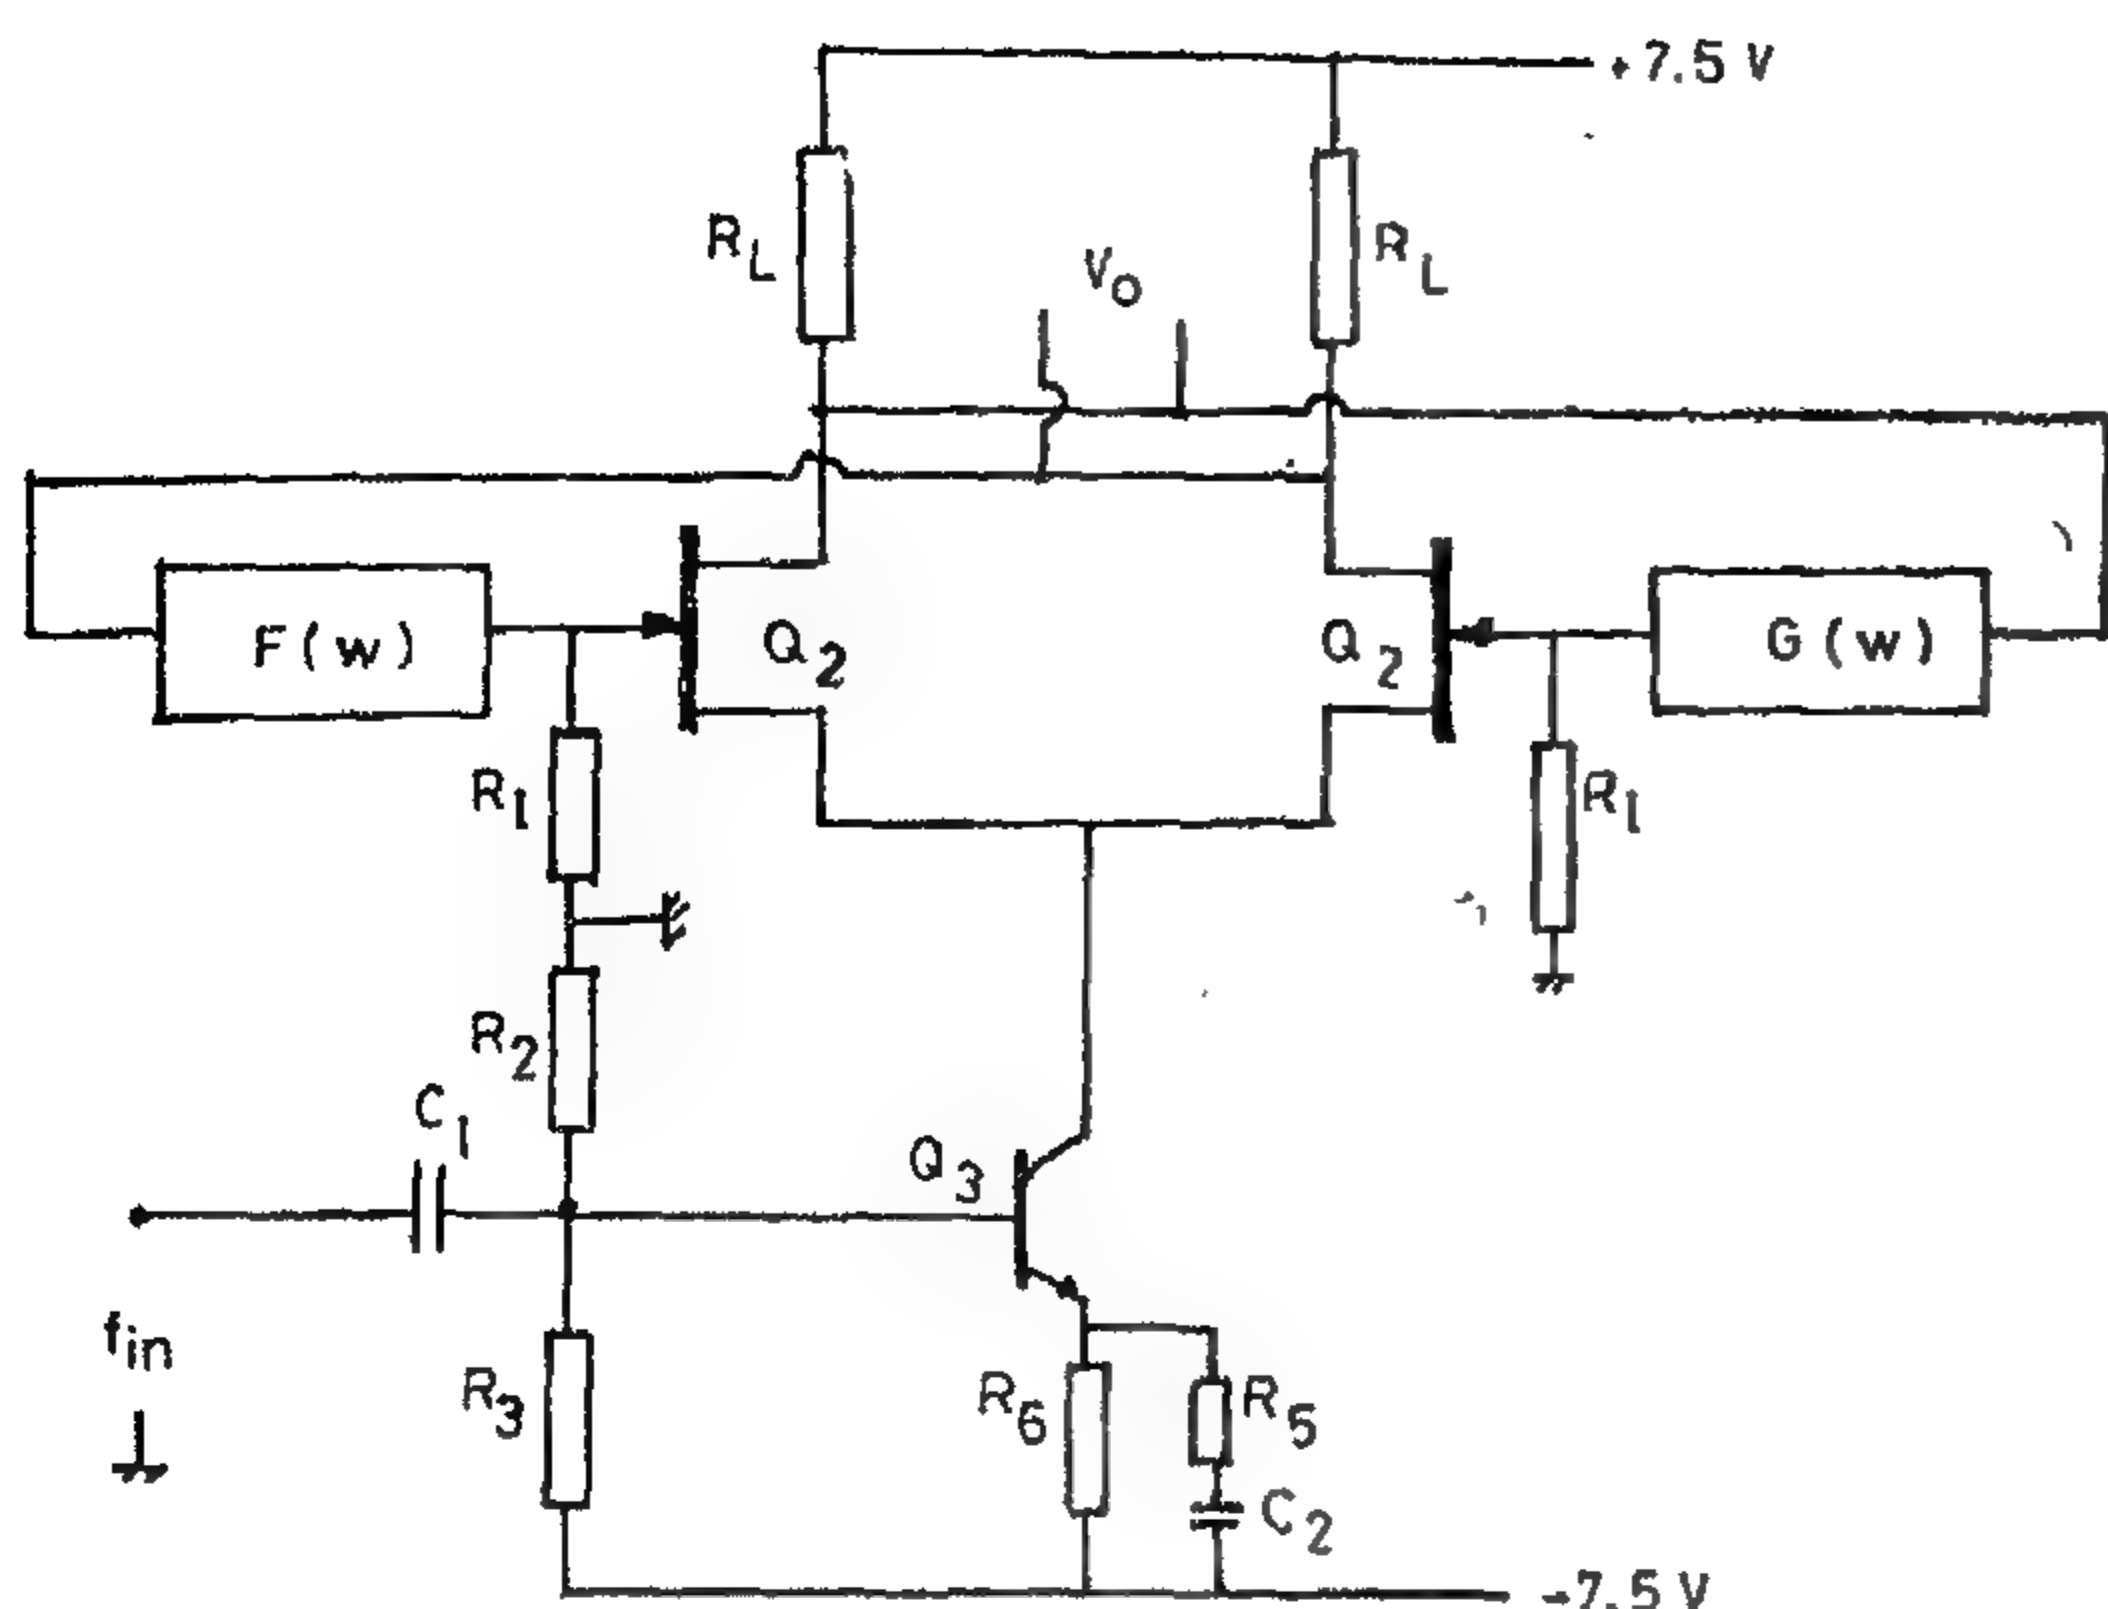 +7.5 V
R_L
V_O
R_L
F(w)
Q_2
Q_2
G(w)
R_1
R_1
R_2
C_1
Q_3
f_in
R_3
R_6
R_5
C_2
-7.5 V